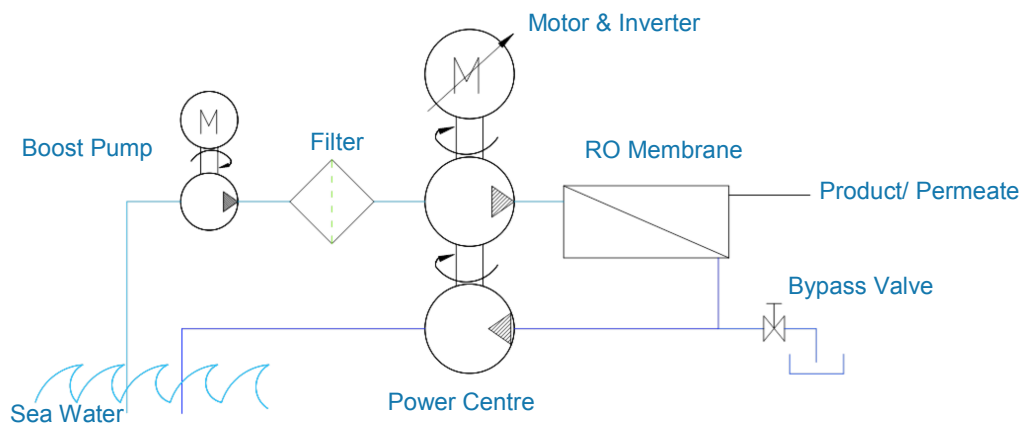 Motor & Inverter
M
M
Boost Pump
Filter
RO Membrane
Product/ Permeate
Bypass Valve
Sea Water
Power Centre